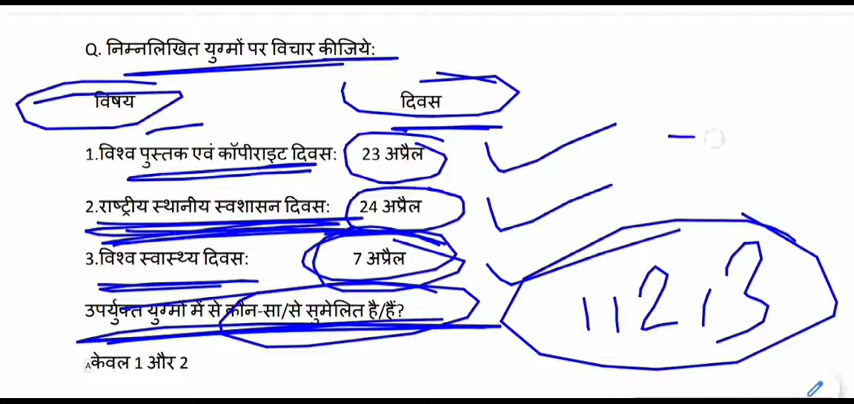 Q. निम्नलिखित युग्मों पर विचार कीजिये:
विषय दिवस
1.विश्व पुस्तक एवं कॉपीराइट दिवस: 23 अप्रैल
2.राष्ट्रीय स्थानीय स्वशासन दिवस: 24 अप्रैल
3.विश्व स्वास्थ्य दिवस: 7 अप्रैल
उपर्युक्त युग्मों में से कौन-सा/से सुमेलित है/हैं?
1,2,3
A केवल 1 और 2